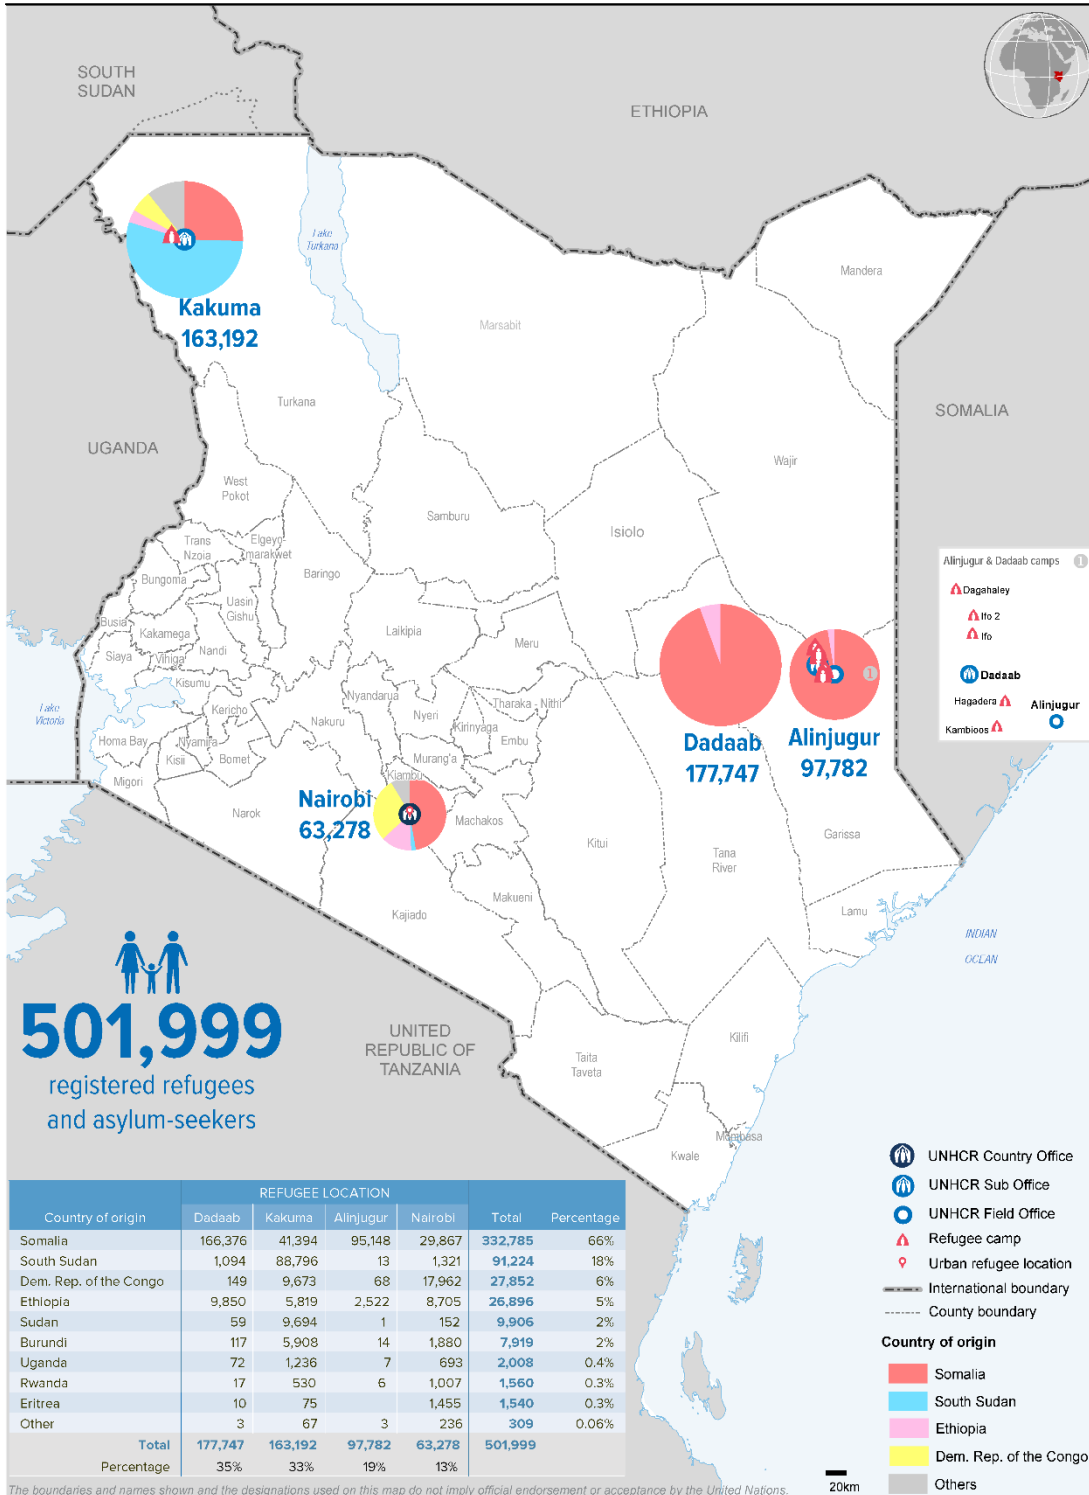 SOUTH
SUDAN
ETHIOPIA
Lake
Turkana
Mandera
Kakuma
163,192
Marsabit
Turkana
SOMALIA
UGANDA
Wajir
West
Pokot
Samburu
Isiolo
Trans
Nzoia
Elgeyo-
marakwet
Baringo
Bungoma
Uasin
Gishu
Busia
Kakamega
Laikipia
Meru
Nandi
Siaya
Vihiga
Kisumu
Nyandarua
Tharaka - Nithi
Kericho
Nyeri
Kirinyaga
Embu
Nakuru
Lake
Victoria
Homa Bay
Nyamira
Kisii
Bomet
Murang'a
Migori
Kiambu
Narok
Alinjugur & Dadaab camps 1
Dagahaley
Ifo 2
Ifo
Dadaab
Hagadera
Alinjugur
Kambioos
1
Dadaab
177,747
Alinjugur
97,782
Nairobi
63,278
Machakos
Kitui
Tana
River
Garissa
Makueni
Kajiado
Lamu
INDIAN
OCEAN
501,999
registered refugees
and asylum-seekers
UNITED
REPUBLIC OF
TANZANIA
Taita
Taveta
Kilifi
Mombasa
Kwale
UNHCR Country Office
UNHCR Sub Office
UNHCR Field Office
Refugee camp
Urban refugee location
International boundary
County boundary
Country of origin
Somalia
South Sudan
Ethiopia
Dem. Rep. of the Congo
Others
20km
REFUGEE LOCATION
Country of origin Dadaab Kakuma Alinjugur Nairobi Total Percentage
Somalia 166,376 41,394 95,148 29,867 332,785 66%
South Sudan 1,094 88,796 13 1,321 91,224 18%
Dem. Rep. of the Congo 149 9,673 68 17,962 27,852 6%
Ethiopia 9,850 5,819 2,522 8,705 26,896 5%
Sudan 59 9,694 1 152 9,906 2%
Burundi 117 5,908 14 1,880 7,919 2%
Uganda 72 1,236 7 693 2,008 0.4%
Rwanda 17 530 6 1,007 1,560 0.3%
Eritrea 10 75 1,455 1,540 0.3%
Other 3 67 3 236 309 0.06%
Total 177,747 163,192 97,782 63,278 501,999
Percentage 35% 33% 19% 13%
The boundaries and names shown and the designations used on this map do not imply official endorsement or acceptance by the United Nations.